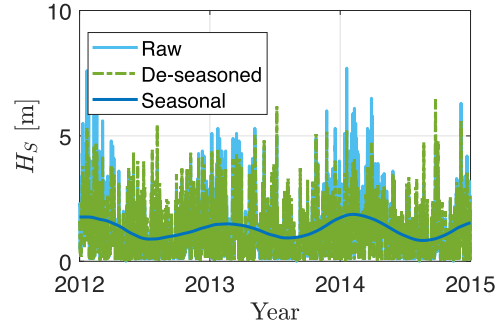 10
5
0
H_S [m]
Raw
De-seasoned
Seasonal
2012 2013 2014 2015
Year